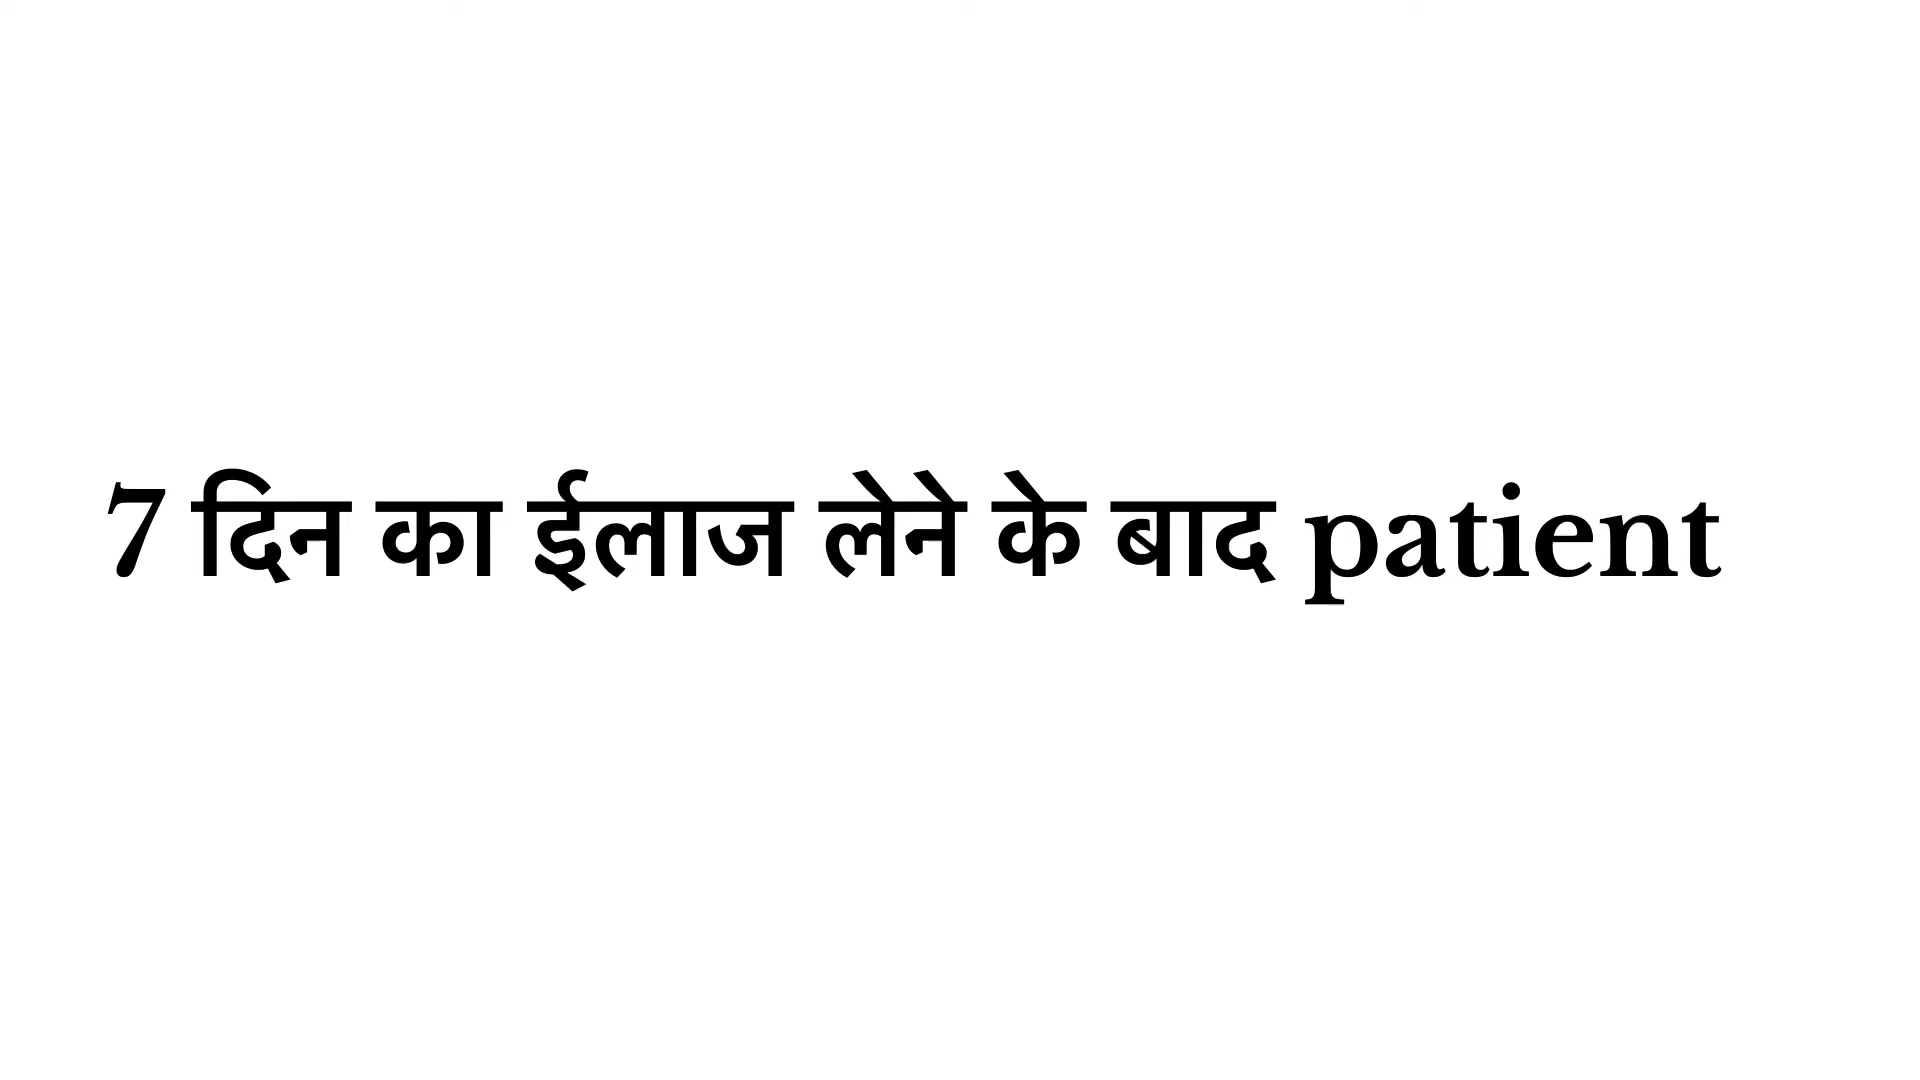 7 दिन का ईलाज लेने के बाद patient